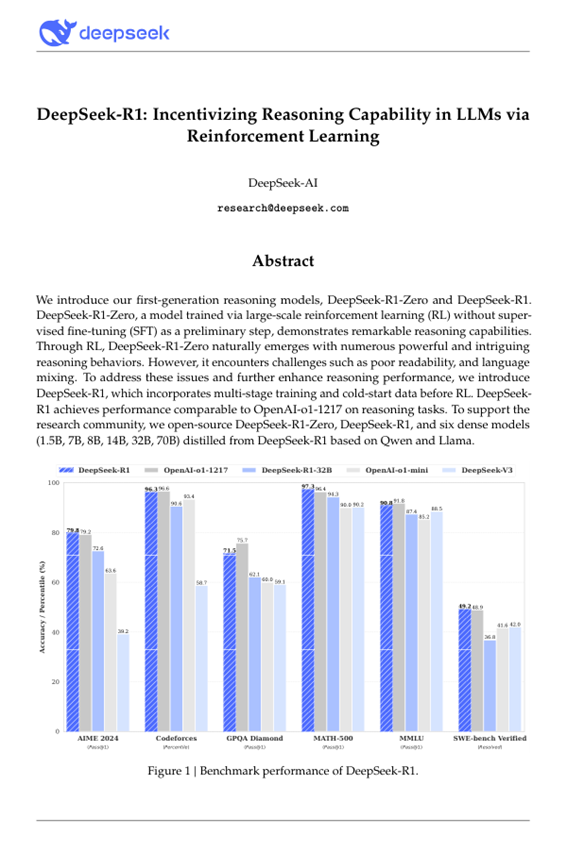 deepseek
DeepSeek-R1: Incentivizing Reasoning Capability in LLMs via
Reinforcement Learning
DeepSeek-AI
research@deepseek.com
Abstract
We introduce our first-generation reasoning models, DeepSeek-R1-Zero and DeepSeek-R1.
DeepSeek-R1-Zero, a model trained via large-scale reinforcement learning (RL) without super-
vised fine-tuning (SFT) as a preliminary step, demonstrates remarkable reasoning capabilities.
Through RL, DeepSeek-R1-Zero naturally emerges with numerous powerful and intriguing
reasoning behaviors. However, it encounters challenges such as poor readability, and language
mixing. To address these issues and further enhance reasoning performance, we introduce
DeepSeek-R1, which incorporates multi-stage training and cold-start data before RL. DeepSeek-
R1 achieves performance comparable to OpenAI-o1-1217 on reasoning tasks. To support the
research community, we open-source DeepSeek-R1-Zero, DeepSeek-R1, and six dense models
(1.5B, 7B, 8B, 14B, 32B, 70B) distilled from DeepSeek-R1 based on Qwen and Llama.
DeepSeek-R1 OpenAI-o1-1217 DeepSeek-R1-32B OpenAI-o1-mini DeepSeek-V3
Accuracy / Percentile (%)
100
80
60
40
20
0
79.8 79.2 72.6 63.6 39.2
96.3 96.6 90.6 93.4 58.7
71.5 75.7 62.1 60.0 59.1
97.3 96.4 94.3 90.0 90.2
90.8 91.8 87.4 85.2 88.5
49.2 48.9 36.8 41.6 42.0
AIME 2024 Codeforces GPQA Diamond MATH-500 MMLU SWE-bench Verified
(Pass@1) (Percentile) (Pass@1) (Pass@1) (Pass@1) (Resolved)
Figure 1 | Benchmark performance of DeepSeek-R1.